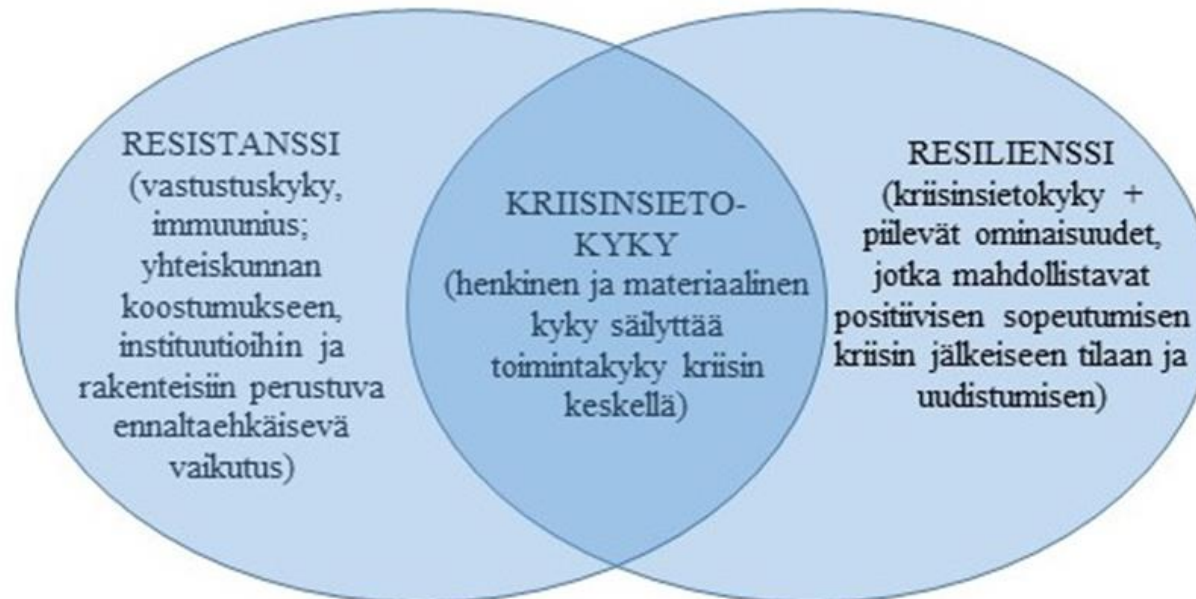 RESISTANSSI
(vastustuskyky,
immuunius;
yhteiskunnan
koostumukseen,
instituutioihin ja
rakenteisiin perustuva
ennaltaehkäisevä
vaikutus)
KRIISINSIETO-
KYKY
(henkinen ja materiaalinen
kyky säilyttää
toimintakyky kriisin
keskellä)
RESILIENSSI
(kriisinsietokyky +
piilevät ominaisuudet,
jotka mahdollistavat
positiivisen sopeutumisen
kriisin jälkeiseen tilaan ja
uudistumisen)